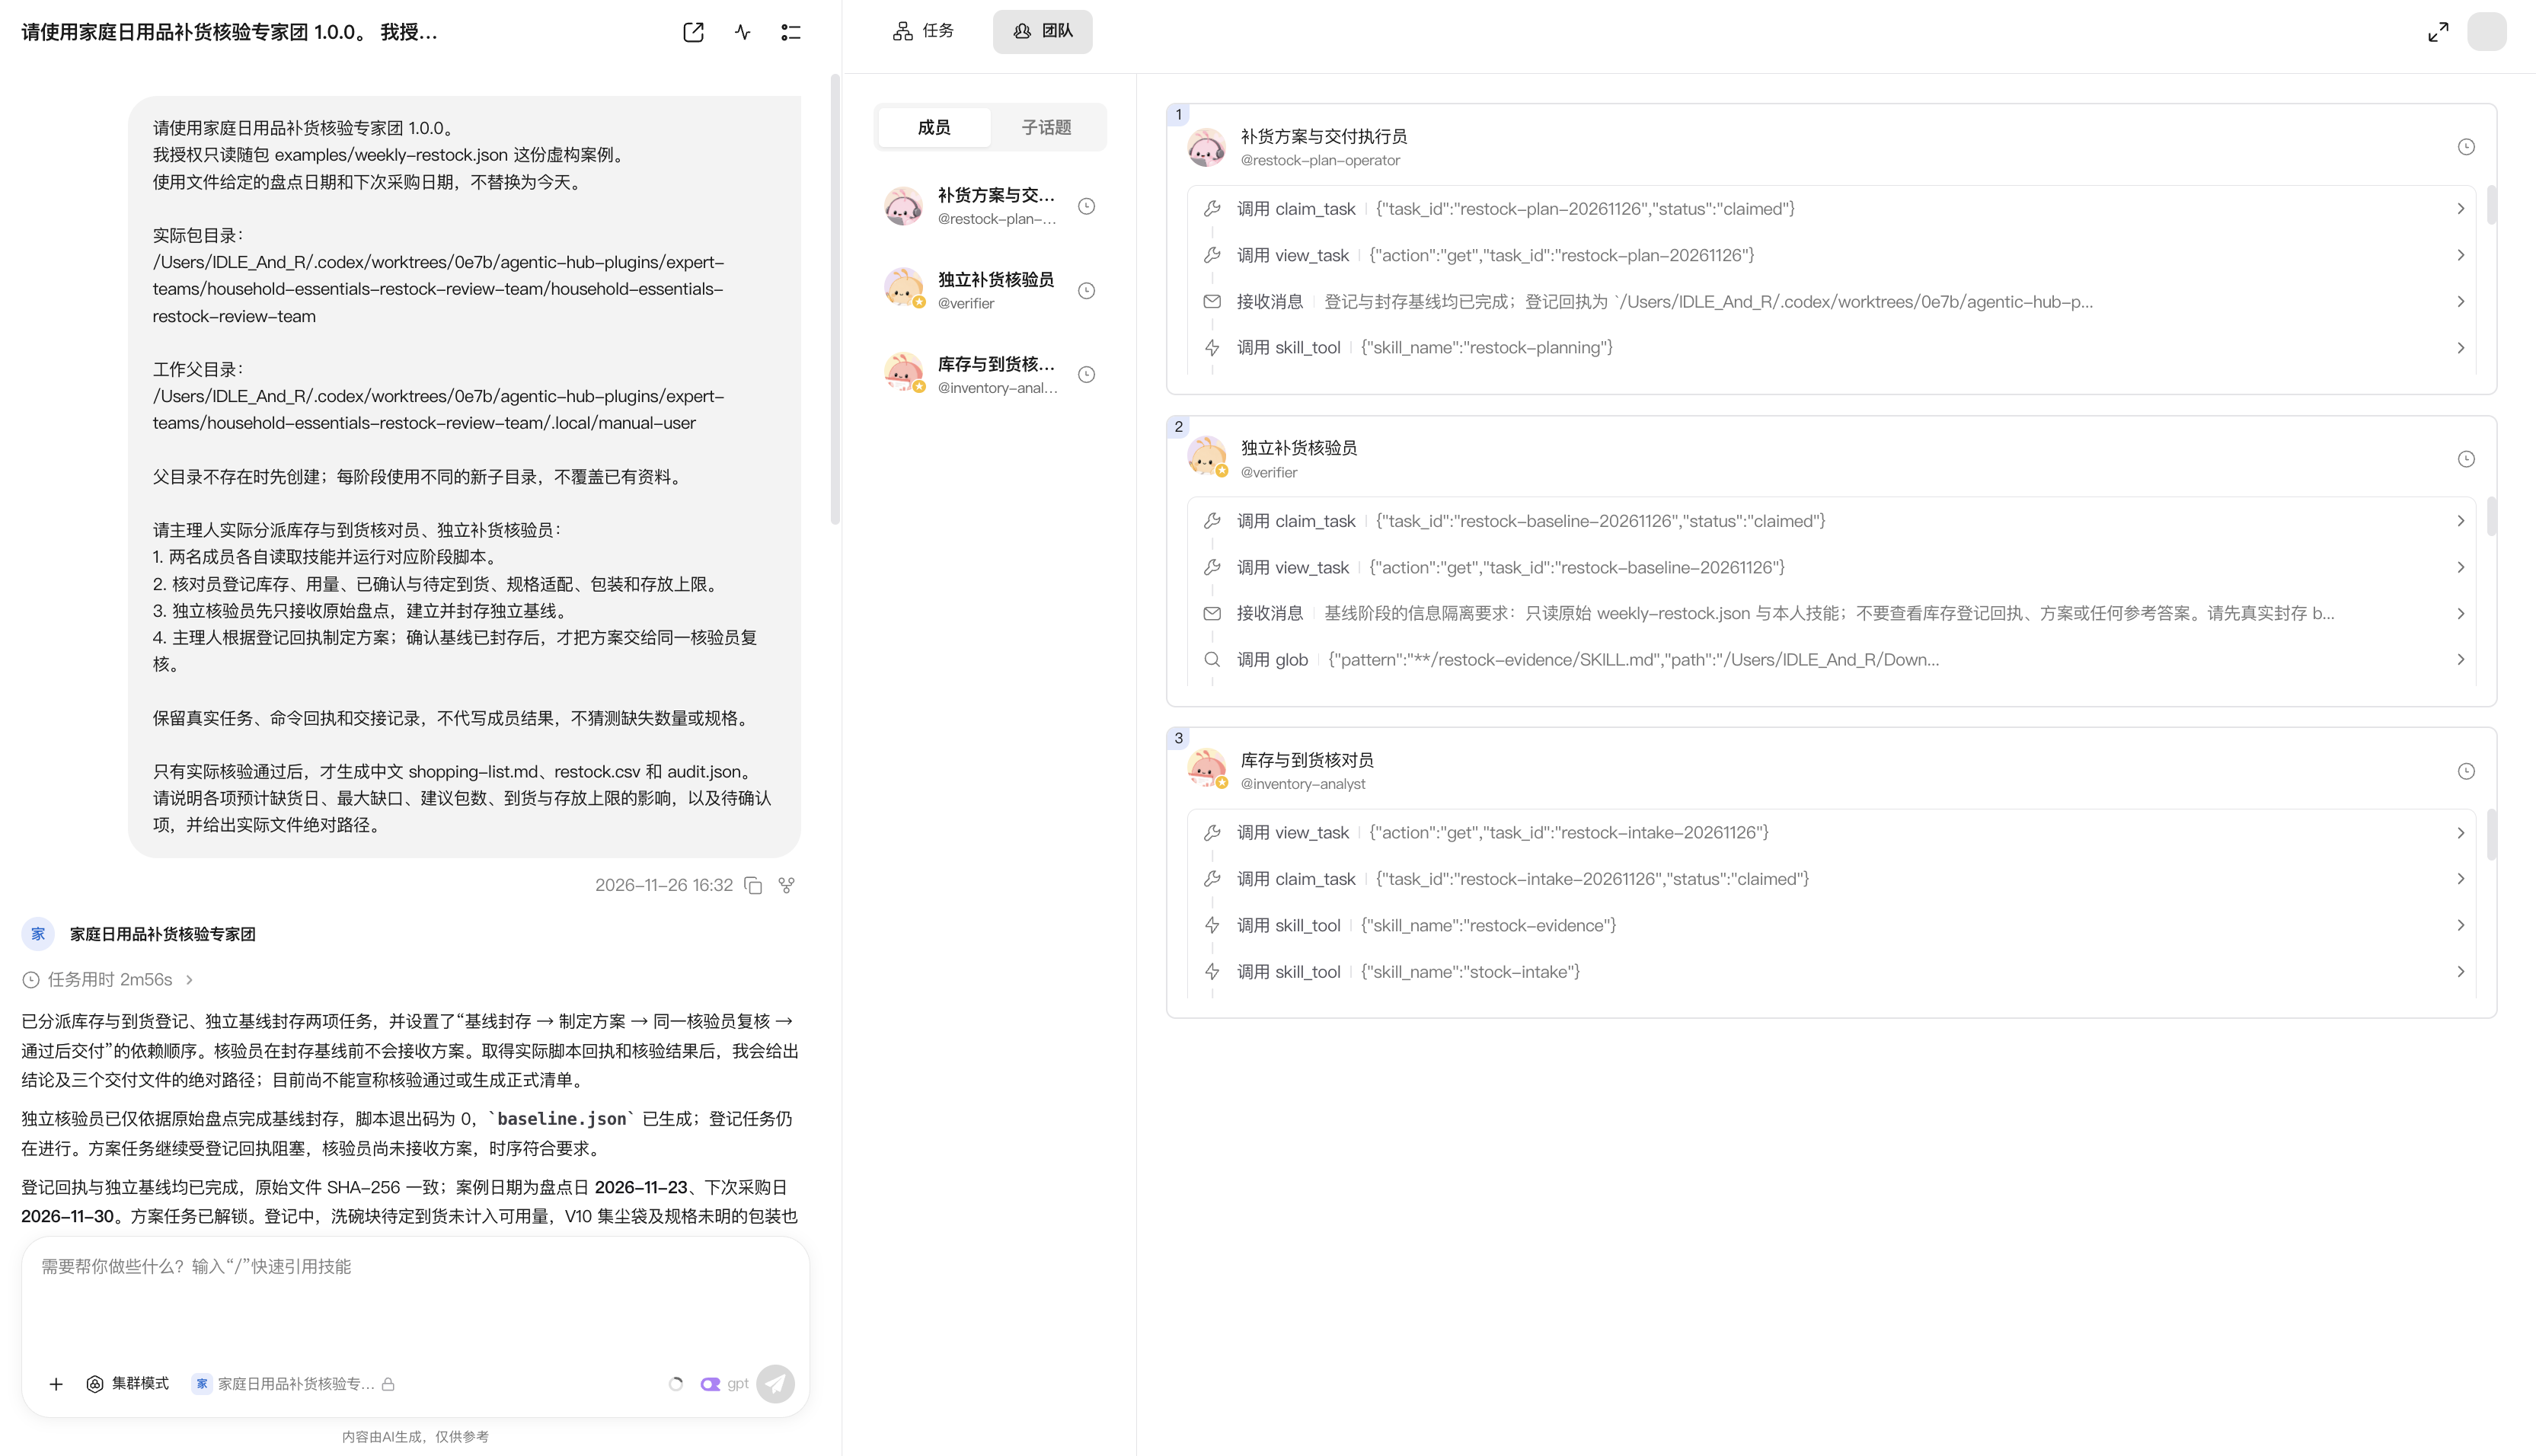 请使用家庭日用品补货核验专家团 1.0.0。 我授…
请使用家庭日用品补货核验专家团 1.0.0。
我授权只读随包 examples/weekly-restock.json 这份虚构案例。
使用文件给定的盘点日期和下次采购日期，不替换为今天。
实际包目录：
/Users/IDLE_And_R/.codex/worktrees/0e7b/agentic-hub-plugins/expert-
teams/household-essentials-restock-review-team/household-essentials-
restock-review-team
工作父目录：
/Users/IDLE_And_R/.codex/worktrees/0e7b/agentic-hub-plugins/expert-
teams/household-essentials-restock-review-team/.local/manual-user
父目录不存在时先创建；每阶段使用不同的新子目录，不覆盖已有资料。
请主理人实际分派库存与到货核对员、独立补货核验员：
1. 两名成员各自读取技能并运行对应阶段脚本。
2. 核对员登记库存、用量、已确认与待定到货、规格适配、包装和存放上限。
3. 独立核验员先只接收原始盘点，建立并封存独立基线。
4. 主理人根据登记回执制定方案；确认基线已封存后，才把方案交给同一核验员复
核。
保留真实任务、命令回执和交接记录，不代写成员结果，不猜测缺失数量或规格。
只有实际核验通过后，才生成中文 shopping-list.md、restock.csv 和 audit.json。
请说明各项预计缺货日、最大缺口、建议包数、到货与存放上限的影响，以及待确认
项，并给出实际文件绝对路径。
2026-11-26 16:32
家 家庭日用品补货核验专家团
任务用时 2m56s
已分派库存与到货登记、独立基线封存两项任务，并设置了“基线封存 → 制定方案 → 同一核验员复核 →
通过后交付”的依赖顺序。核验员在封存基线前不会接收方案。取得实际脚本回执和核验结果后，我会给出
结论及三个交付文件的绝对路径；目前尚不能宣称核验通过或生成正式清单。
独立核验员已仅依据原始盘点完成基线封存，脚本退出码为 0，`baseline.json` 已生成；登记任务仍
在进行。方案任务继续受登记回执阻塞，核验员尚未接收方案，时序符合要求。
登记回执与独立基线均已完成，原始文件 SHA-256 一致；案例日期为盘点日 2026-11-23、下次采购日
2026-11-30。方案任务已解锁。登记中，洗碗块待定到货未计入可用量，V10 集尘袋及规格未明的包装也
需要帮你做些什么？输入“/”快速引用技能
集群模式
家 家庭日用品补货核验专…
gpt
内容由AI生成，仅供参考
任务
团队
成员
子话题
补货方案与交…
@restock-plan-…
独立补货核验员
@verifier
库存与到货核…
@inventory-anal…
1
补货方案与交付执行员
@restock-plan-operator
调用 claim_task {"task_id":"restock-plan-20261126","status":"claimed"}
调用 view_task {"action":"get","task_id":"restock-plan-20261126"}
接收消息 登记与封存基线均已完成；登记回执为 `/Users/IDLE_And_R/.codex/worktrees/0e7b/agentic-hub-p...
调用 skill_tool {"skill_name":"restock-planning"}
2
独立补货核验员
@verifier
调用 claim_task {"task_id":"restock-baseline-20261126","status":"claimed"}
调用 view_task {"action":"get","task_id":"restock-baseline-20261126"}
接收消息 基线阶段的信息隔离要求：只读原始 weekly-restock.json 与本人技能；不要查看库存登记回执、方案或任何参考答案。请先真实封存 b...
调用 glob {"pattern":"**/restock-evidence/SKILL.md","path":"/Users/IDLE_And_R/Down...
3
库存与到货核对员
@inventory-analyst
调用 view_task {"action":"get","task_id":"restock-intake-20261126"}
调用 claim_task {"task_id":"restock-intake-20261126","status":"claimed"}
调用 skill_tool {"skill_name":"restock-evidence"}
调用 skill_tool {"skill_name":"stock-intake"}